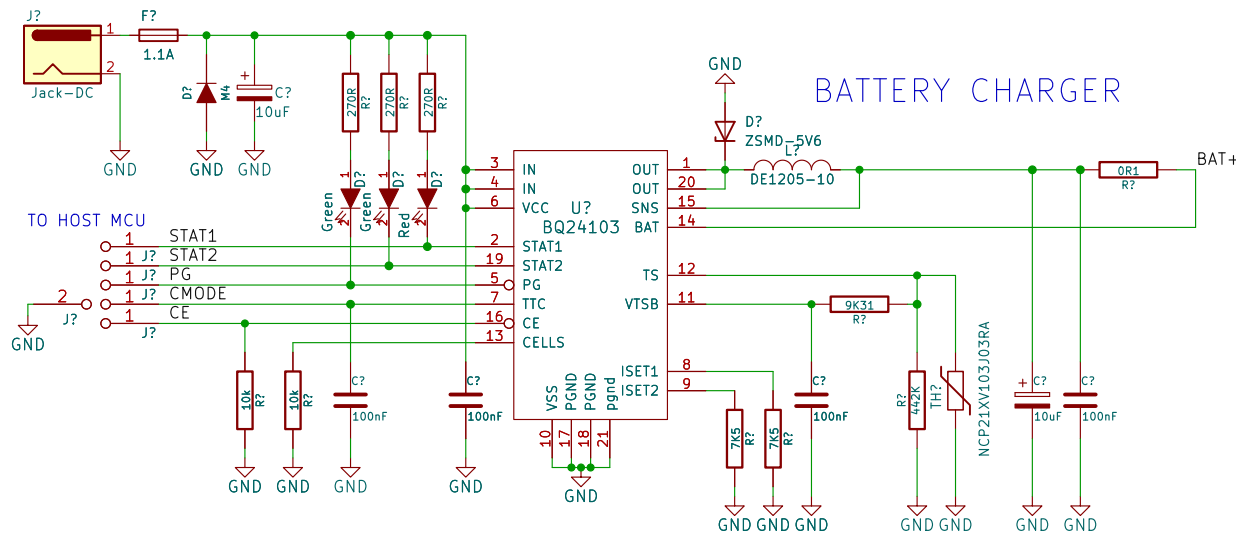 BATTERY CHARGER
J?
1
2
Jack-DC
F?
1.1A
GND
D?
M4
GND
+
C?
10uF
GND
270R
R?
270R
R?
270R
R?
1
D?
2
Green
1
D?
2
Green
1
D?
2
Red
TO HOST MCU
1
STAT1
J?
1
STAT2
1
PG
J?
2
1
CMODE
J?
1
CE
J?
GND
10k
R?
GND
10k
R?
GND
C?
100nF
GND
C?
100nF
GND
U?
BQ24103
3
IN
4
IN
6
VCC
2
STAT1
19
STAT2
5
PG
7
TTC
16
CE
13
CELLS
OUT
1
OUT
20
SNS
15
BAT
14
TS
12
VTSB
11
ISET1
8
ISET2
9
VSS
PGND
PGND
pgnd
10
17
18
21
GND
GND
D?
ZSMD-5V6
L?
DE1205-10
0R1
R?
BAT+
9K31
R?
7K5
R?
GND
7K5
R?
GND
C?
100nF
GND
R?
442K
GND
TH?
NCP21XV103J03RA
GND
+
C?
10uF
GND
C?
100nF
GND